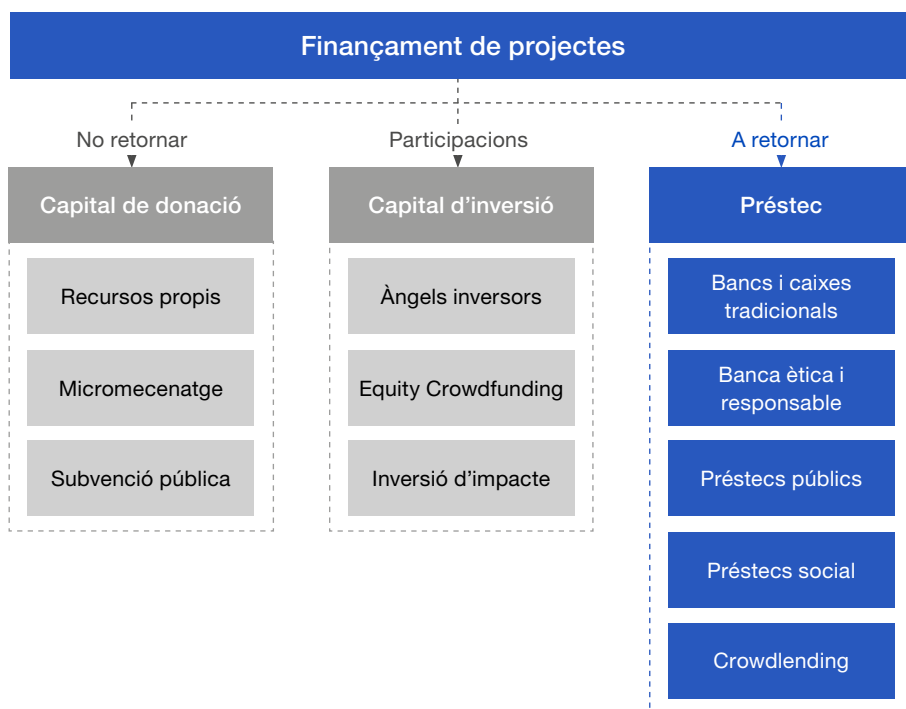 Finançament de projectes
No retornar
Participacions
A retornar
Capital de donació
Capital d’inversió
Préstec
Recursos propis
Micromecenatge
Subvenció pública
Àngels inversors
Equity Crowdfunding
Inversió d’impacte
Bancs i caixes
tradicionals
Banca ètica i
responsable
Préstecs públics
Préstecs social
Crowdlending